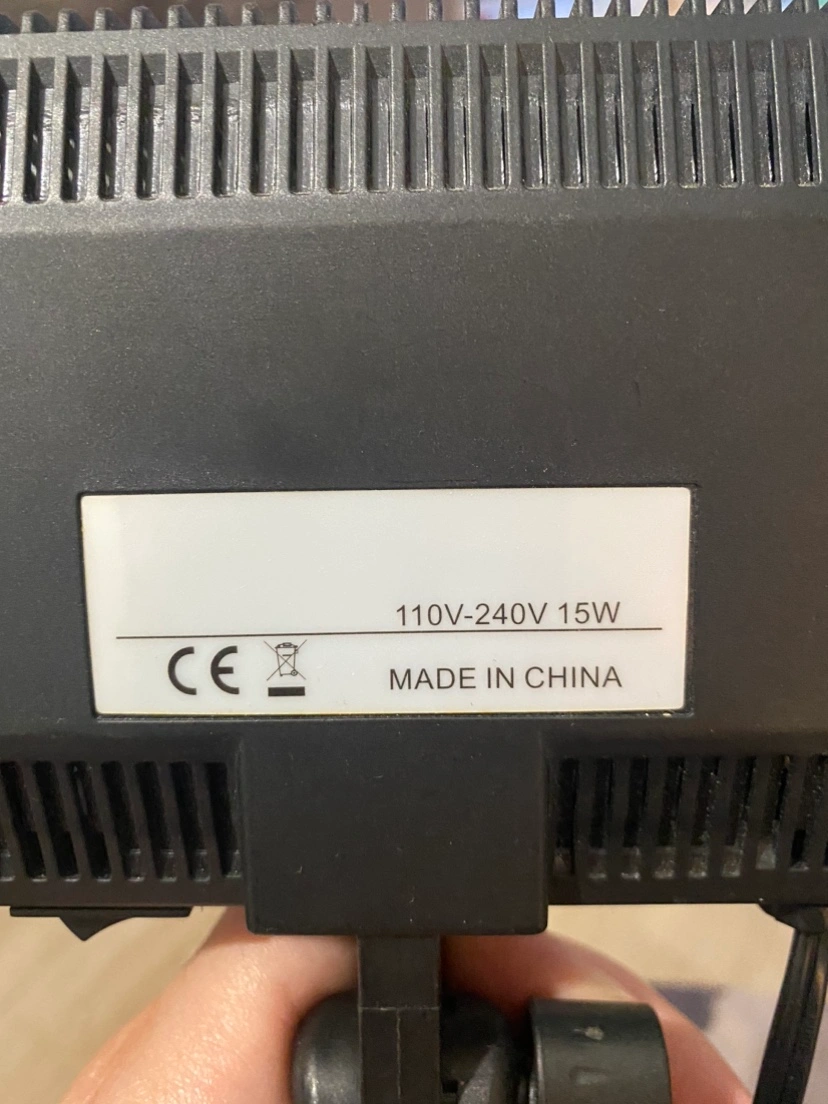 110V-240V 15W
CE
MADE IN CHINA